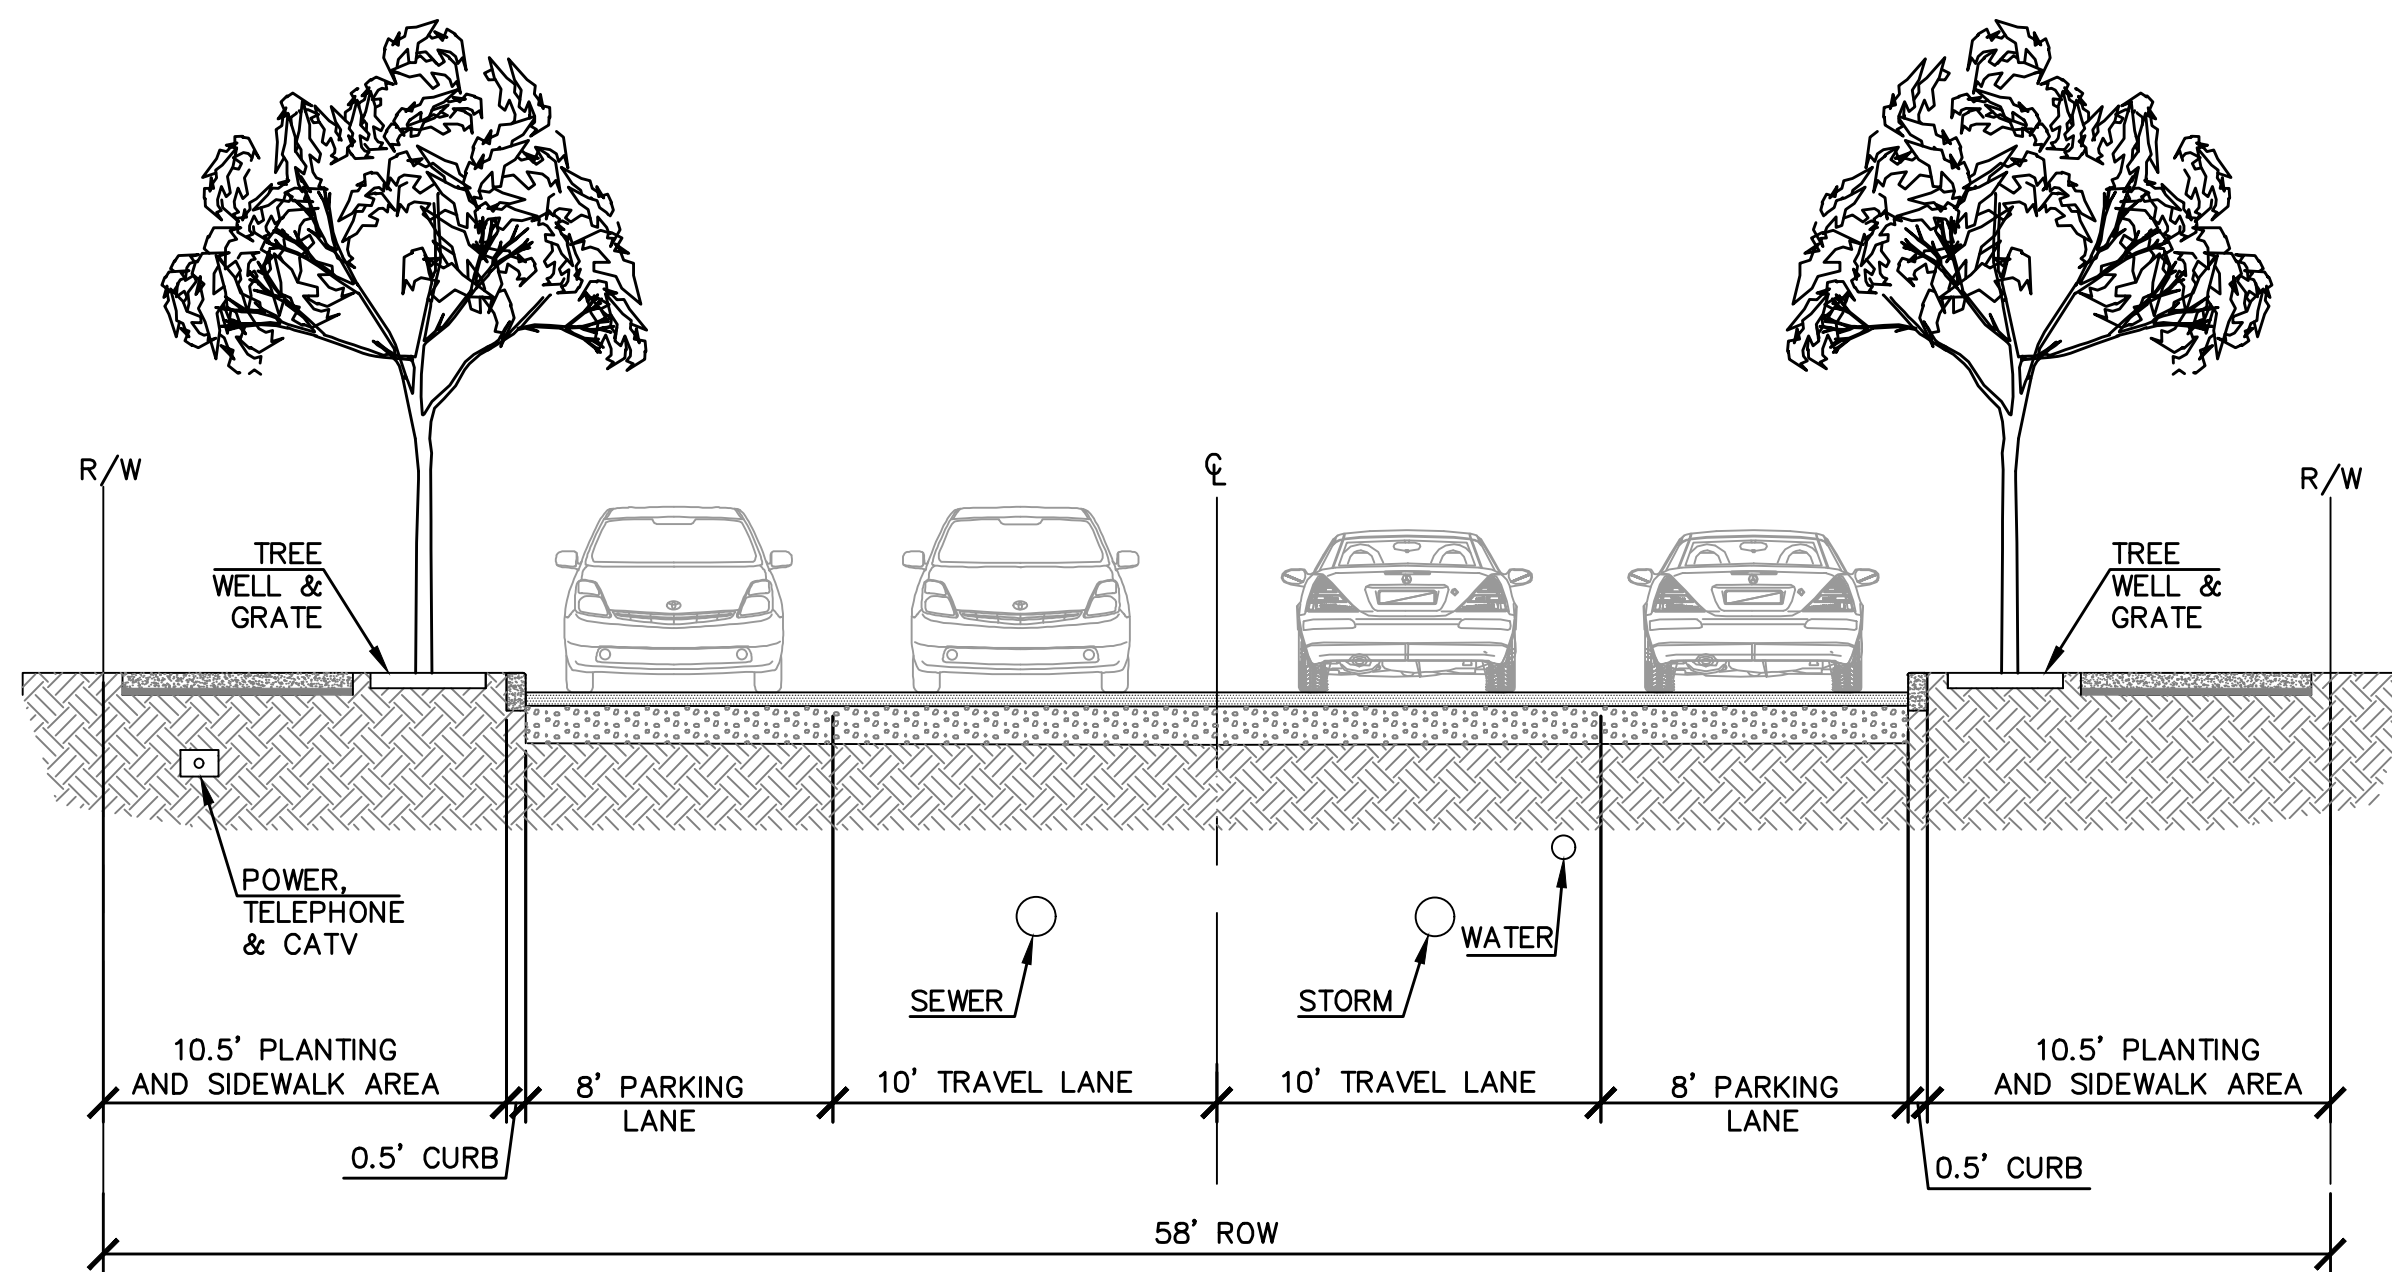 ℄
R/W
R/W
TREE
WELL &
GRATE
TREE
WELL &
GRATE
POWER,
TELEPHONE
& CATV
WATER
SEWER
STORM
10.5' PLANTING
AND SIDEWALK AREA
8' PARKING
LANE
10' TRAVEL LANE
10' TRAVEL LANE
8' PARKING
LANE
10.5' PLANTING
AND SIDEWALK AREA
0.5' CURB
0.5' CURB
58' ROW